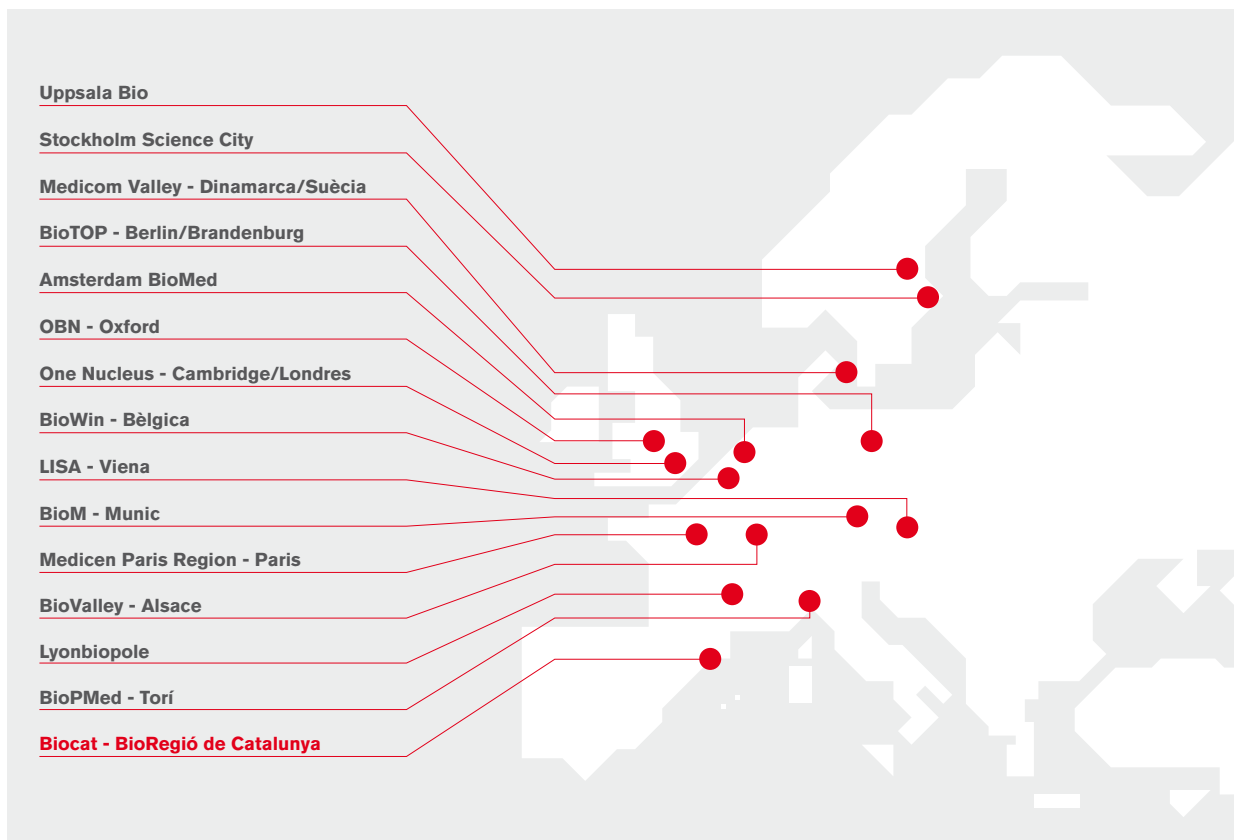 Uppsala Bio
Stockholm Science City
Medicom Valley - Dinamarca/Suècia
BioTOP - Berlin/Brandenburg
Amsterdam BioMed
OBN - Oxford
One Nucleus - Cambridge/Londres
BioWin - Bèlgica
LISA - Viena
BioM - Munic
Medicen Paris Region - Paris
BioValley - Alsace
Lyonbiopole
BioPMed - Torí
Biocat - BioRegió de Catalunya